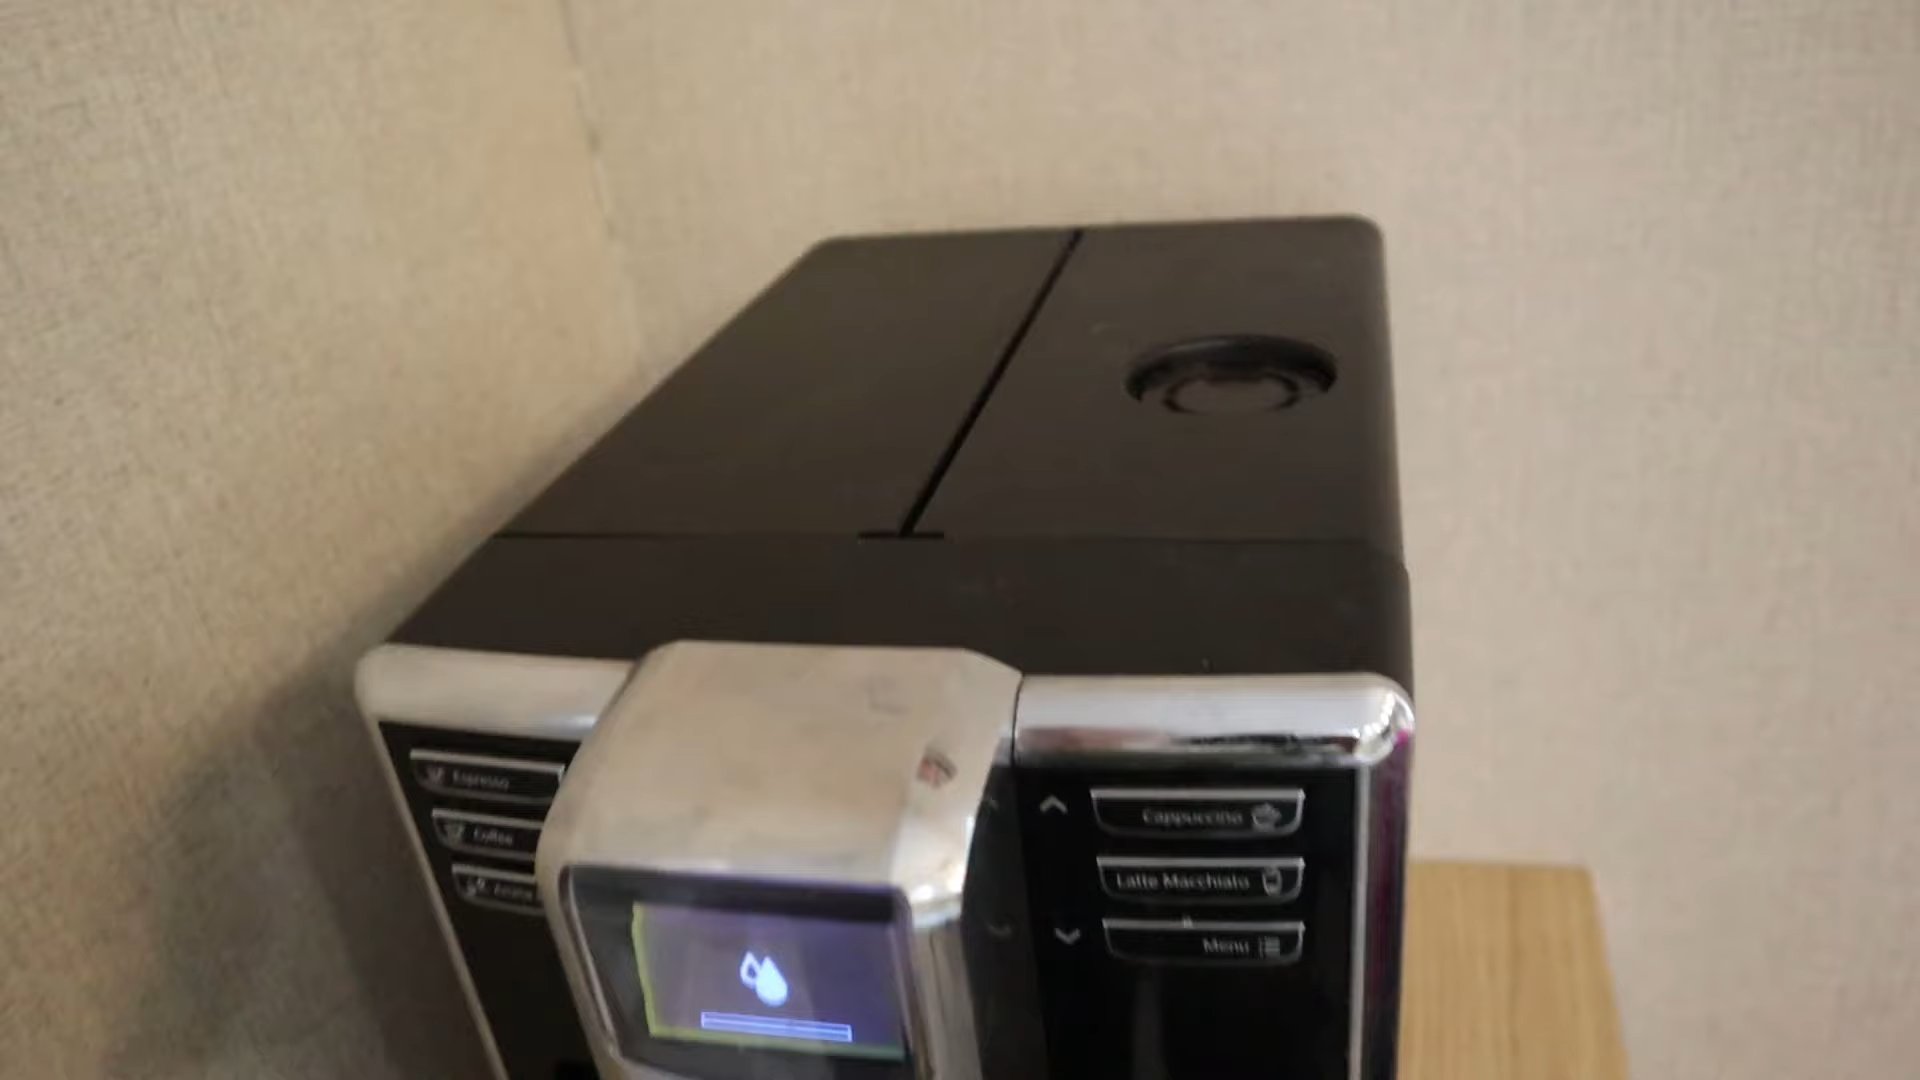 Espresso
Coffee
Cappuccino
Latte Macchiato
Menu